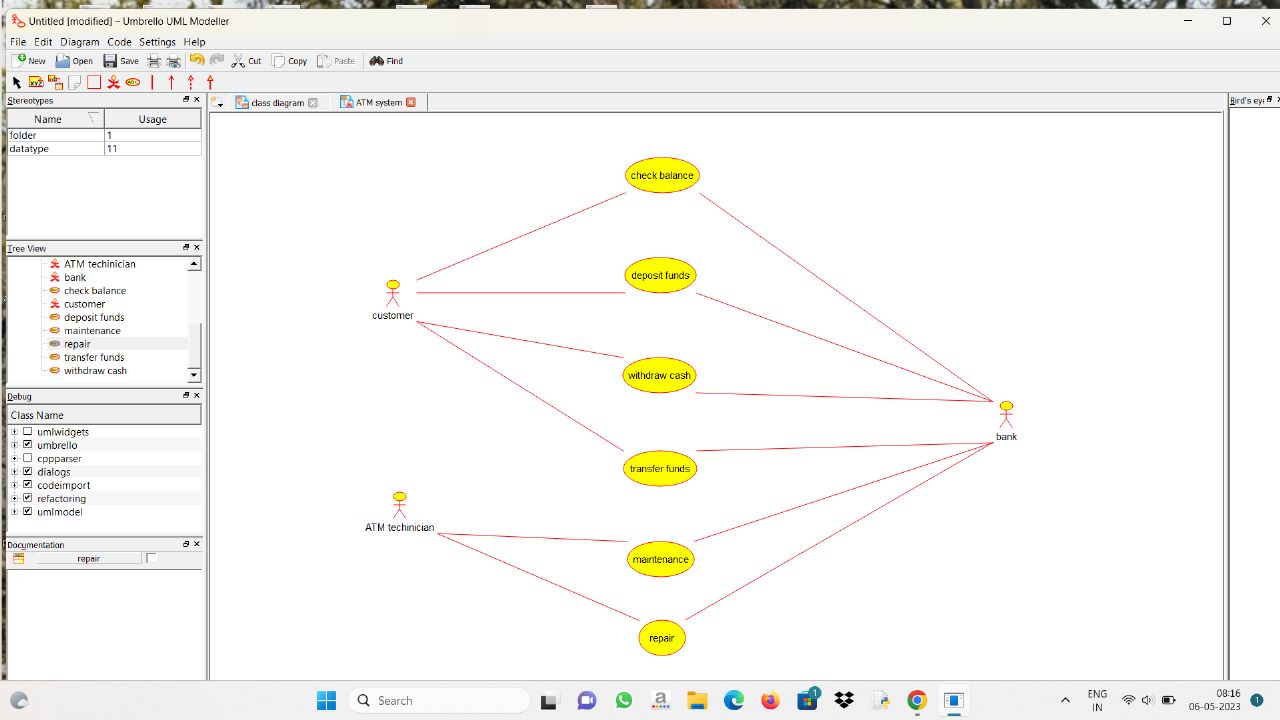 Untitled [modified] – Umbrello UML Modeller
File Edit Diagram Code Settings Help
New Open Save Cut Copy Paste Find
Stereotypes
class diagram ATM system
Bird's eye
Name Usage
folder 1
datatype 11
Tree View
ATM techinician
bank
check balance
customer
deposit funds
maintenance
repair
transfer funds
withdraw cash
Debug
Class Name
umlwidgets
umbrello
cppparser
dialogs
codeimport
refactoring
umlmodel
Documentation
repair
check balance
deposit funds
customer
withdraw cash
bank
transfer funds
ATM techinician
maintenance
repair
Search
1
ENG
IN
08:16
06-05-2023
1